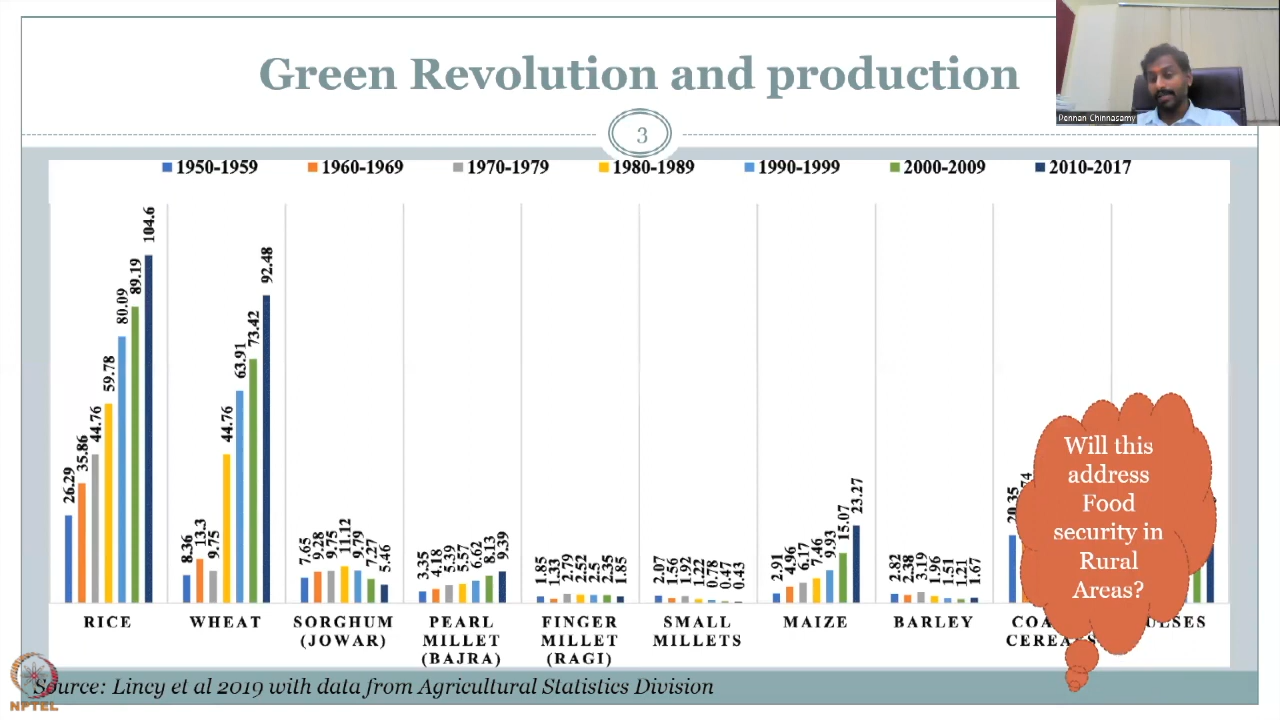 Green Revolution and production
Pennan Chinnasamy
3
1950-1959 1960-1969 1970-1979 1980-1989 1990-1999 2000-2009 2010-2017
26.29 35.86 44.76 59.78 80.09 89.19 104.6
8.36 13.3 9.75 44.76 63.91 73.42 92.48
7.65 9.28 9.75 11.12 9.79 7.27 5.46
3.35 4.18 5.39 5.57 6.62 8.13 9.39
1.85 1.33 2.79 2.52 2.5 2.35 1.85
2.07 1.56 1.92 1.22 0.78 0.47 0.43
2.91 4.96 6.17 7.46 9.93 15.07 23.27
2.82 2.38 3.19 1.96 1.51 1.21 1.67
20.35
Will this
address
Food
security in
Rural
Areas?
RICE WHEAT SORGHUM PEARL FINGER SMALL MAIZE BARLEY
(JOWAR) MILLET MILLET MILLETS CEREALS
(BAJRA) (RAGI)
Source: Lincy et al 2019 with data from Agricultural Statistics Division
NPTEL